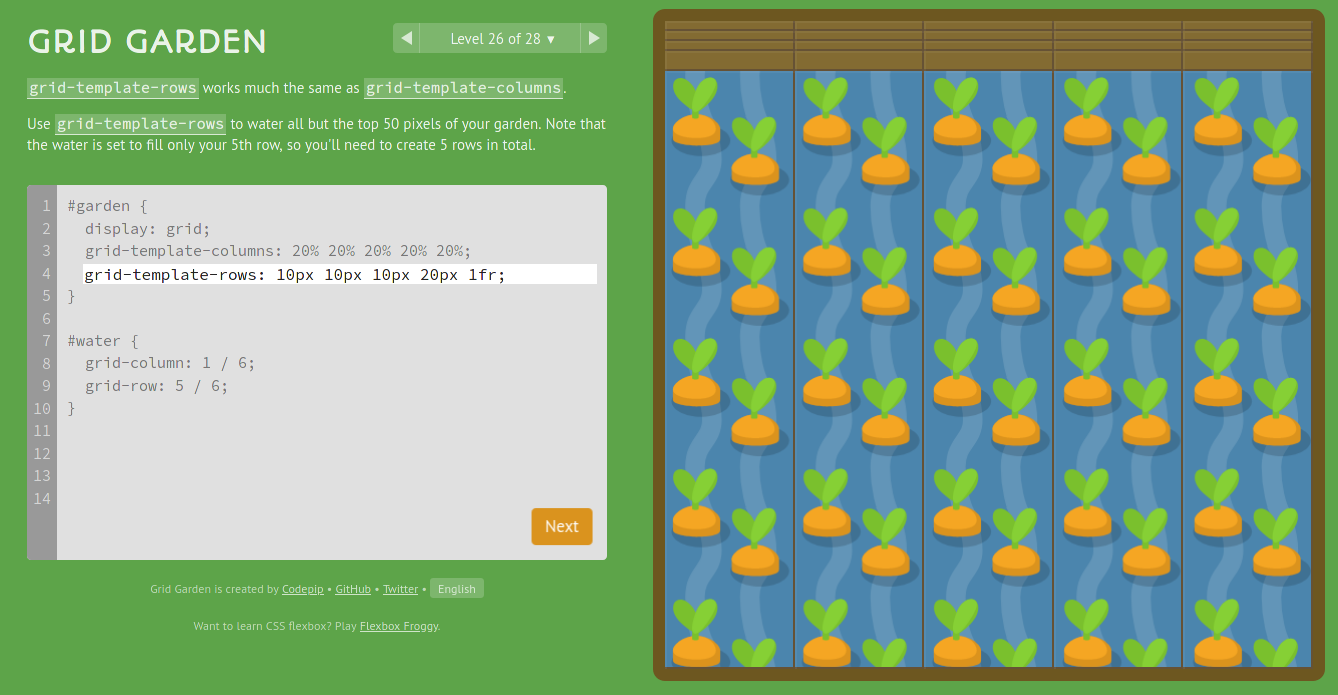 GRID GARDEN
◀ Level 26 of 28 ▼ ▶
grid-template-rows works much the same as grid-template-columns.
Use grid-template-rows to water all but the top 50 pixels of your garden. Note that
the water is set to fill only your 5th row, so you'll need to create 5 rows in total.
1 #garden {
2 display: grid;
3 grid-template-columns: 20% 20% 20% 20% 20%;
4 grid-template-rows: 10px 10px 10px 20px 1fr;
5 }
6
7 #water {
8 grid-column: 1 / 6;
9 grid-row: 5 / 6;
10 }
11
12
13
14
Next
Grid Garden is created by Codepip • GitHub • Twitter • English
Want to learn CSS flexbox? Play Flexbox Froggy.